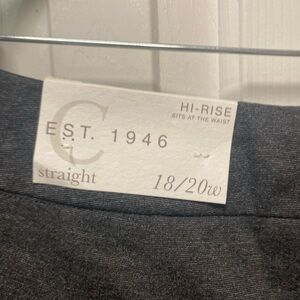 HI-RISE
SITS AT THE WAIST
C
EST. 1946
straight
18/20w